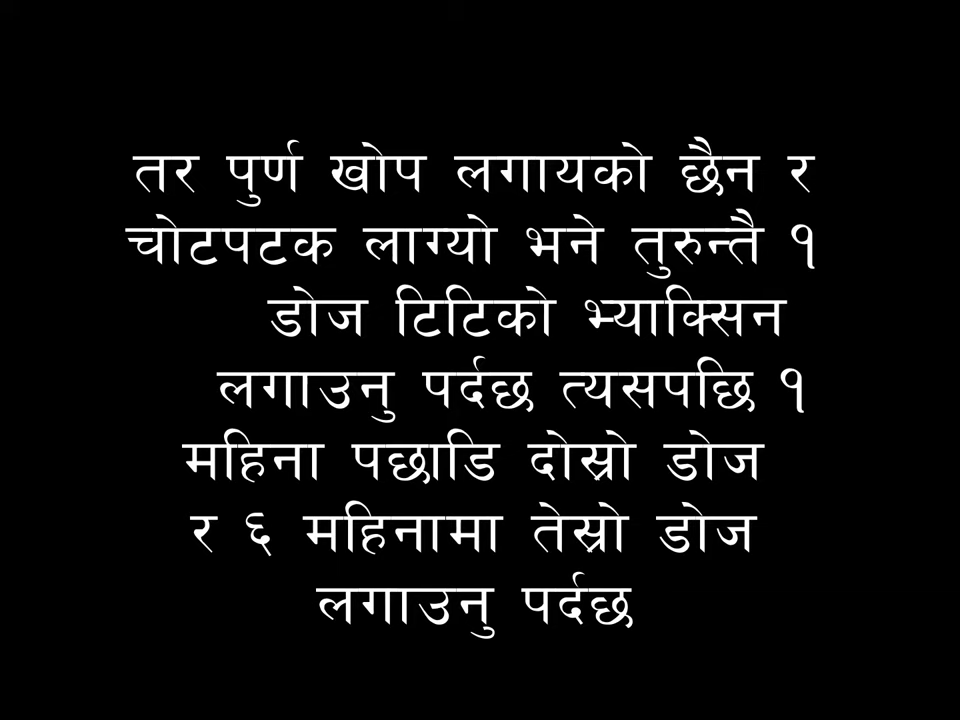 तर पुर्ण खोप लगायको छैन र
चोटपटक लाग्यो भने तुरुन्तै १
डोज टिटिको भ्याक्सिन
लगाउनु पर्दछ त्यसपछि १
महिना पछाडि दोस्रो डोज
र ६ महिनामा तेस्रो डोज
लगाउनु पर्दछ